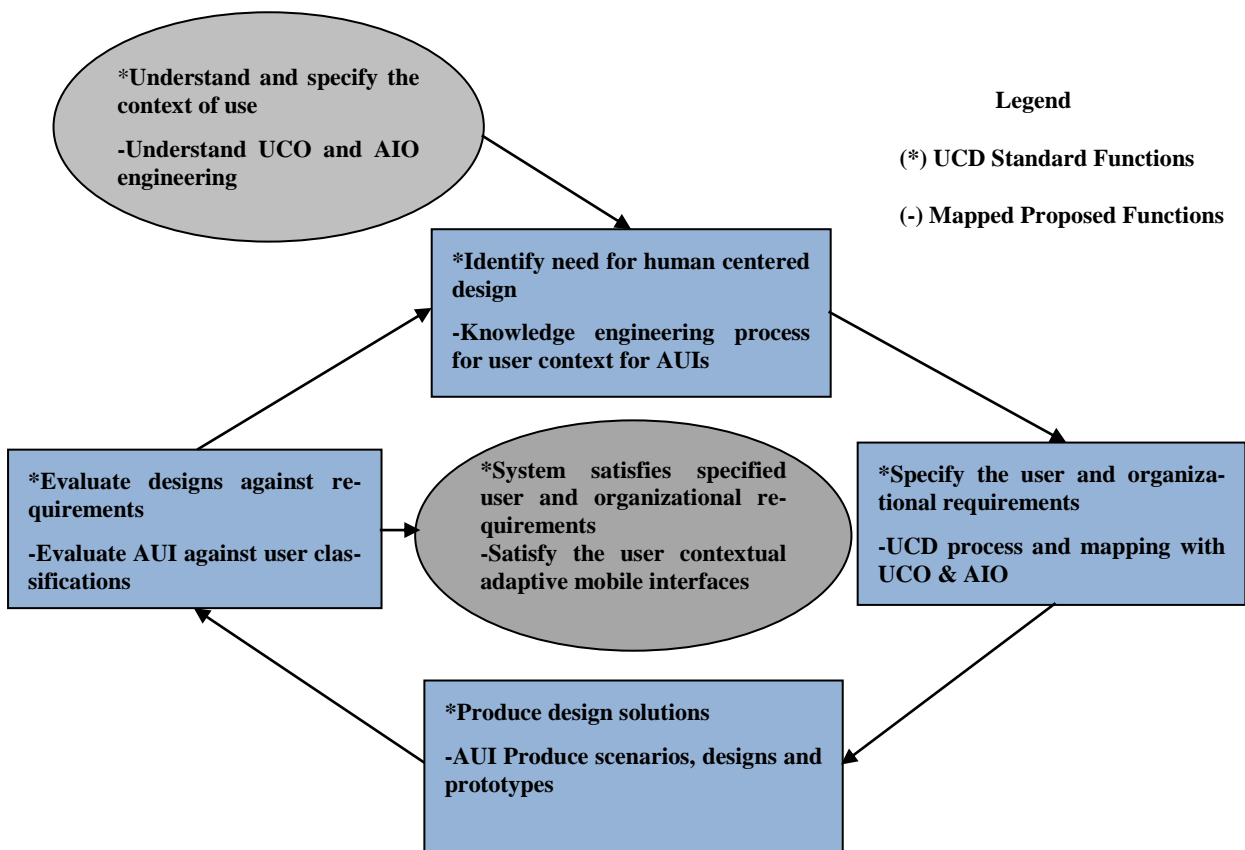 *Understand and specify the
context of use
-Understand UCO and AIO
engineering
Legend
(*) UCD Standard Functions
(-) Mapped Proposed Functions
*Identify need for human centered
design
-Knowledge engineering process
for user context for AUIs
*Evaluate designs against re-
quirements
-Evaluate AUI against user clas-
sifications
*System satisfies specified
user and organizational re-
quirements
-Satisfy the user contextual
adaptive mobile interfaces
*Specify the user and organiza-
tional requirements
-UCD process and mapping with
UCO & AIO
*Produce design solutions
-AUI Produce scenarios, designs and
prototypes